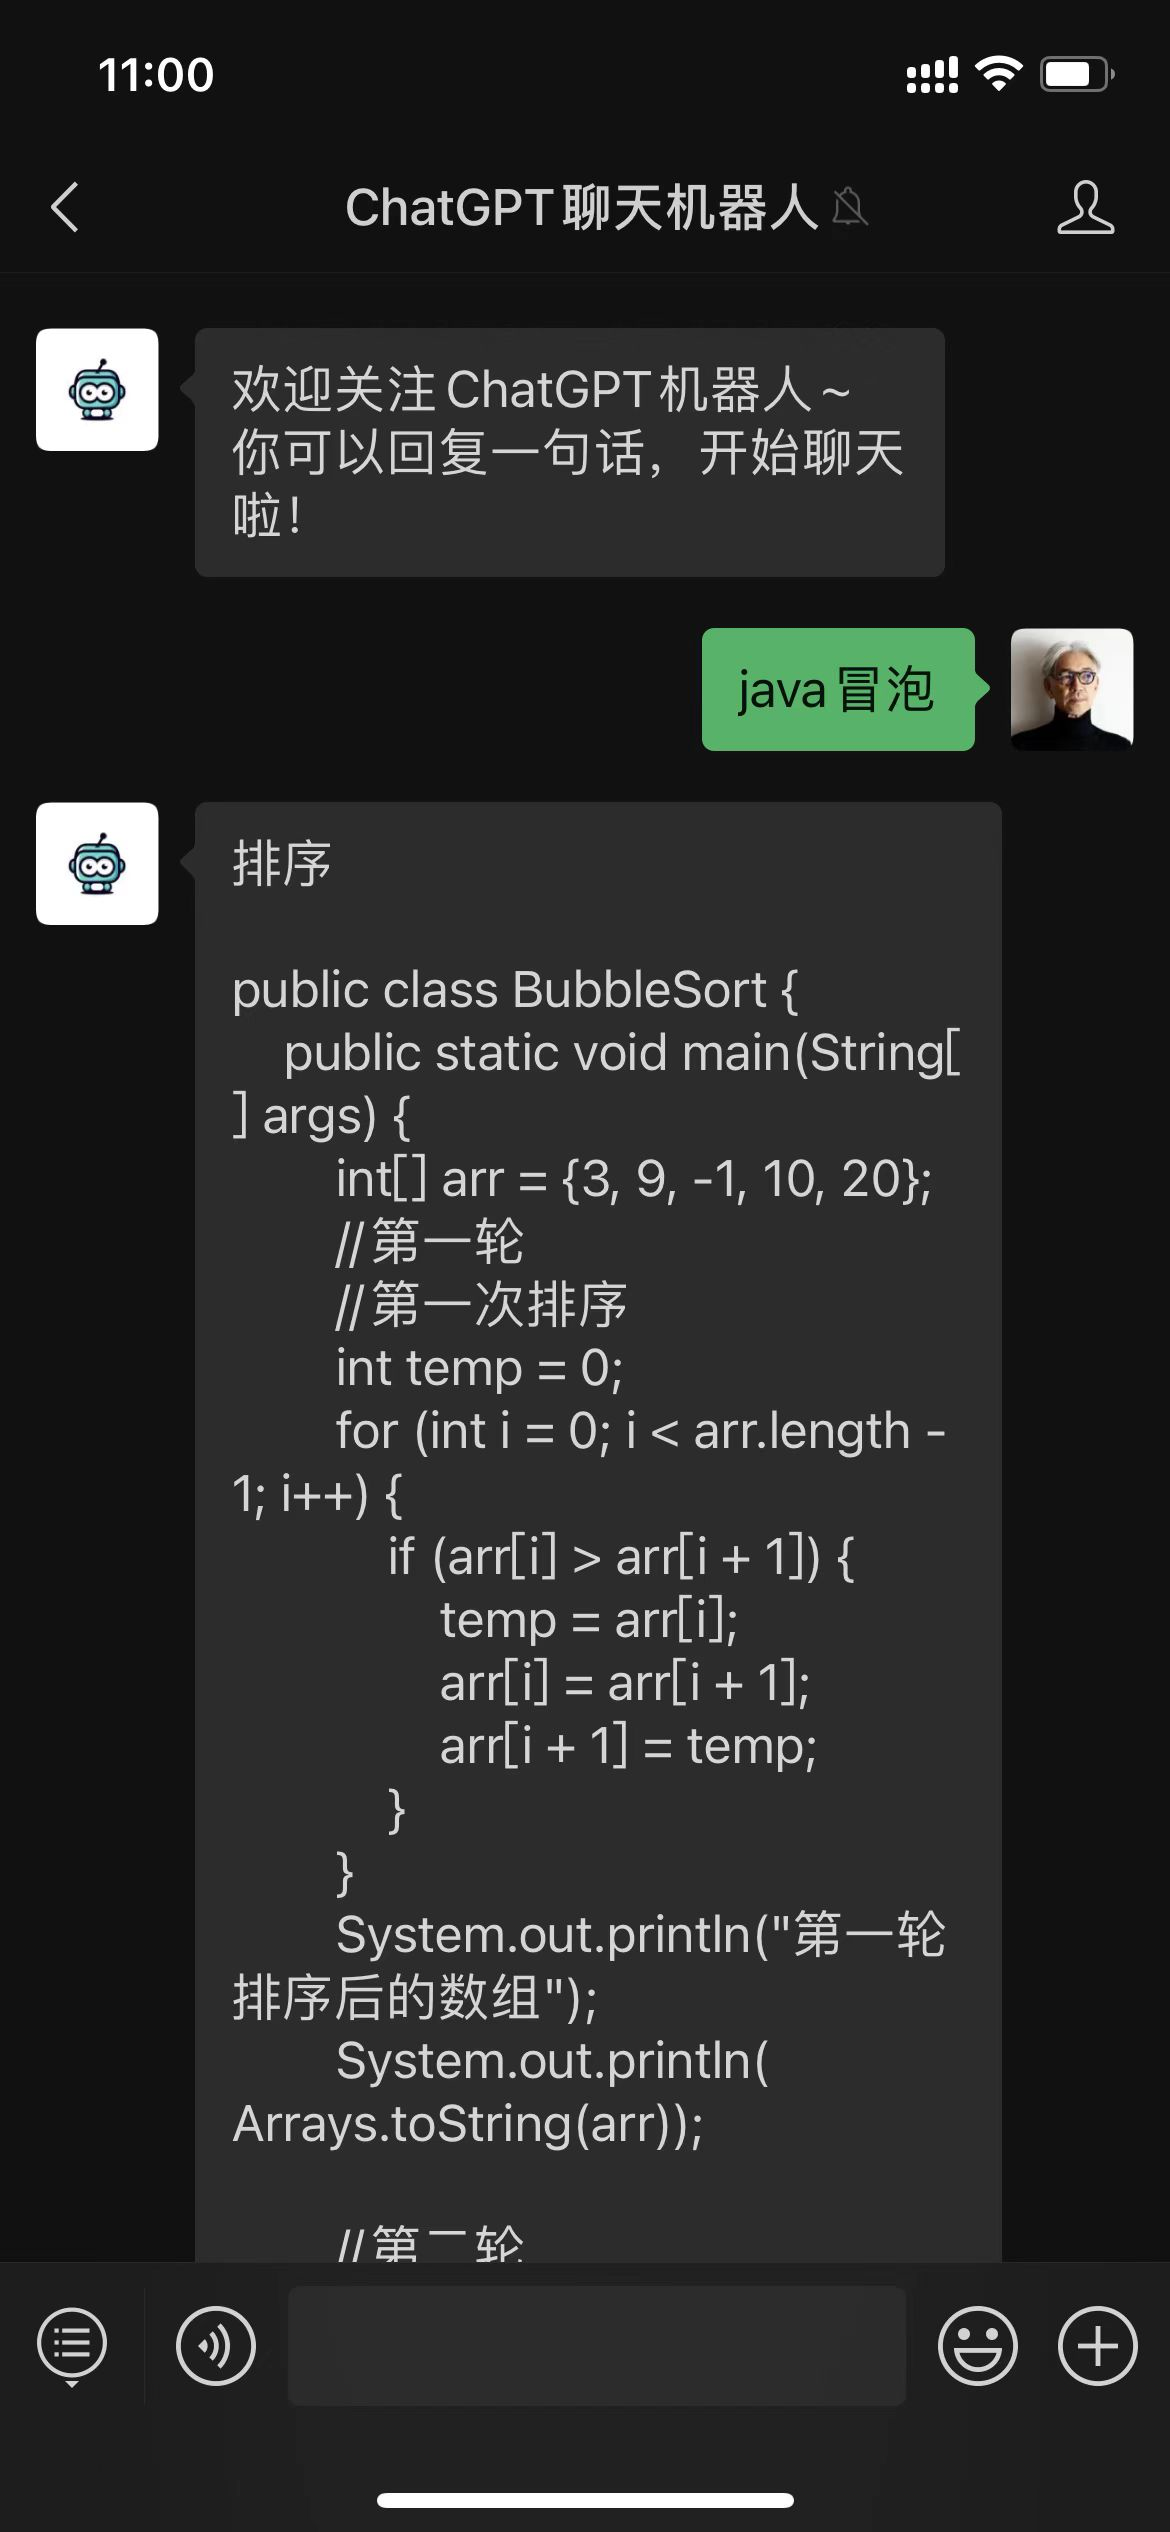 11:00
ChatGPT聊天机器人
欢迎关注ChatGPT机器人~
你可以回复一句话，开始聊天
啦！
java冒泡
排序
public class BubbleSort {
public static void main(String[
] args) {
int[] arr = {3, 9, -1, 10, 20};
//第一轮
//第一次排序
int temp = 0;
for (int i = 0; i < arr.length -
1; i++) {
if (arr[i] > arr[i + 1]) {
temp = arr[i];
arr[i] = arr[i + 1];
arr[i + 1] = temp;
}
}
System.out.println("第一轮
排序后的数组");
System.out.println(
Arrays.toString(arr));
//第二轮